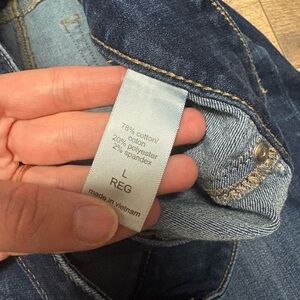 78% cotton/
coton
20% polyester
2% spandex
L
REG
made in vietnam